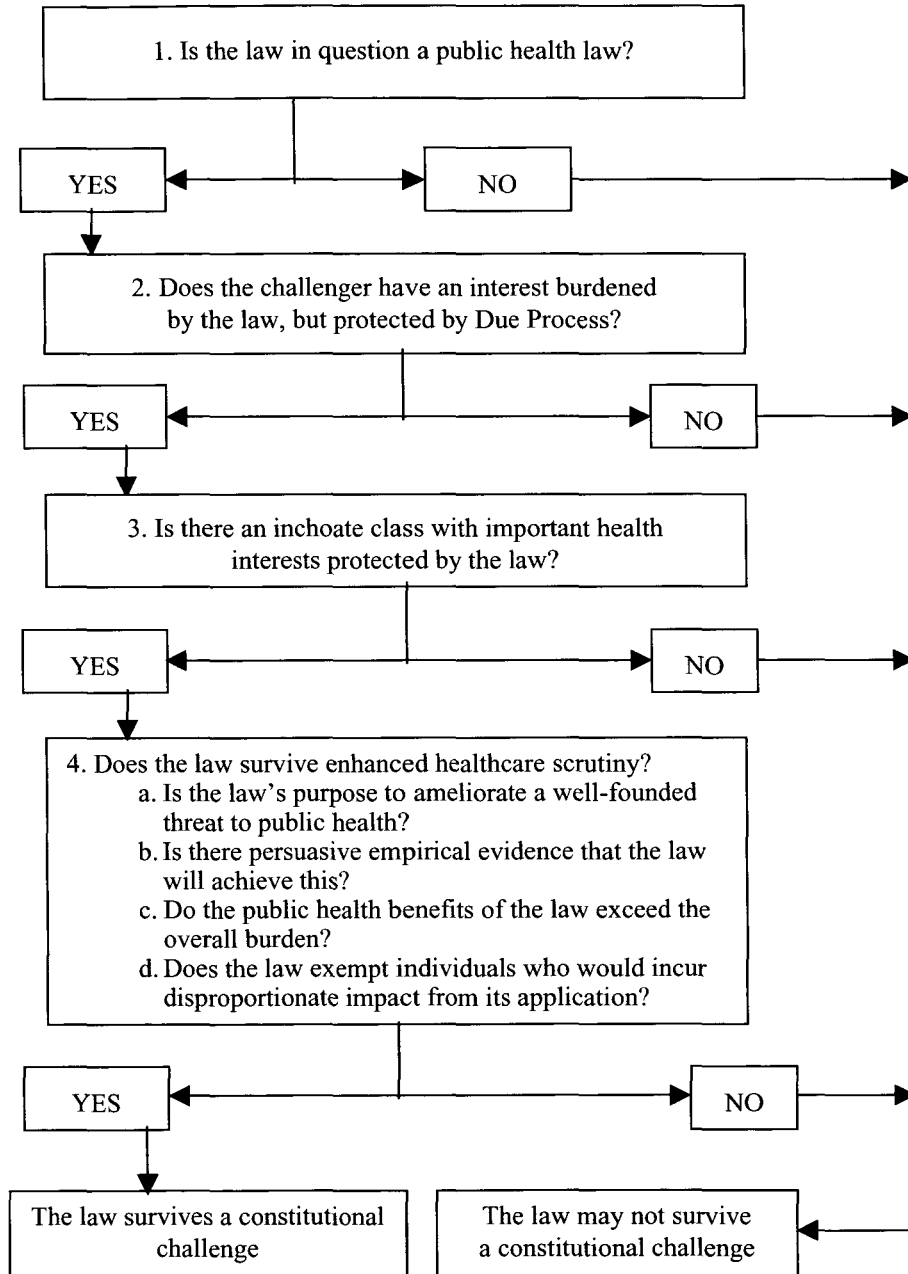 1. Is the law in question a public health law?
YES
NO
2. Does the challenger have an interest burdened
by the law, but protected by Due Process?
YES
NO
3. Is there an inchoate class with important health
interests protected by the law?
YES
NO
4. Does the law survive enhanced healthcare scrutiny?
a. Is the law's purpose to ameliorate a well-founded
threat to public health?
b. Is there persuasive empirical evidence that the law
will achieve this?
c. Do the public health benefits of the law exceed the
overall burden?
d. Does the law exempt individuals who would incur
disproportionate impact from its application?
YES
NO
The law survives a constitutional
challenge
The law may not survive
a constitutional challenge